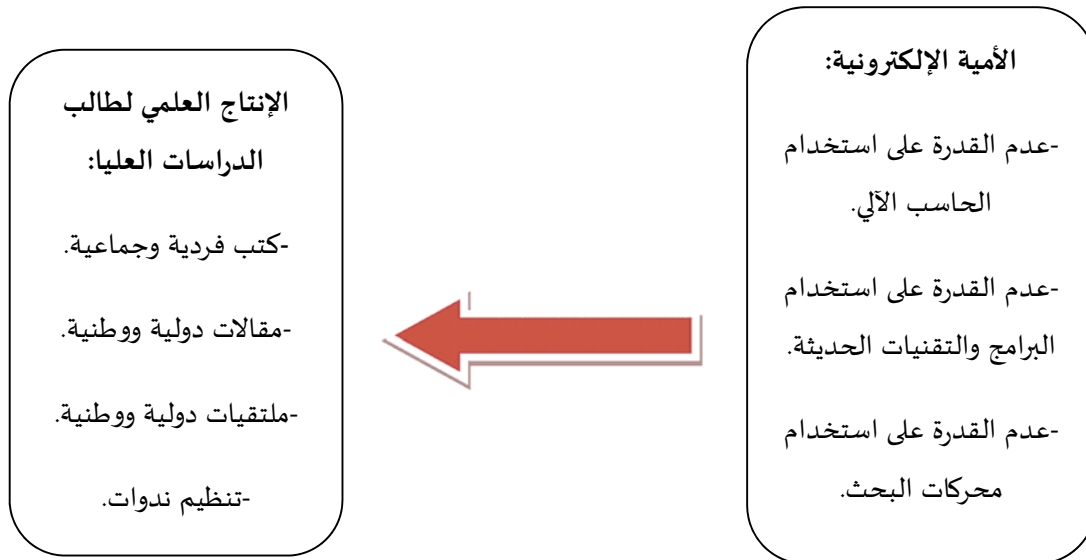 الأمية الإلكترونية:
-عدم القدرة على استخدام
الحاسب الآلي.
-عدم القدرة على استخدام
البرامج والتقنيات الحديثة.
-عدم القدرة على استخدام
محركات البحث.
الإنتاج العلمي لطالب
الدراسات العليا:
-كتب فردية وجماعية.
-مقالات دولية ووطنية.
-ملتقيات دولية ووطنية.
-تنظيم ندوات.